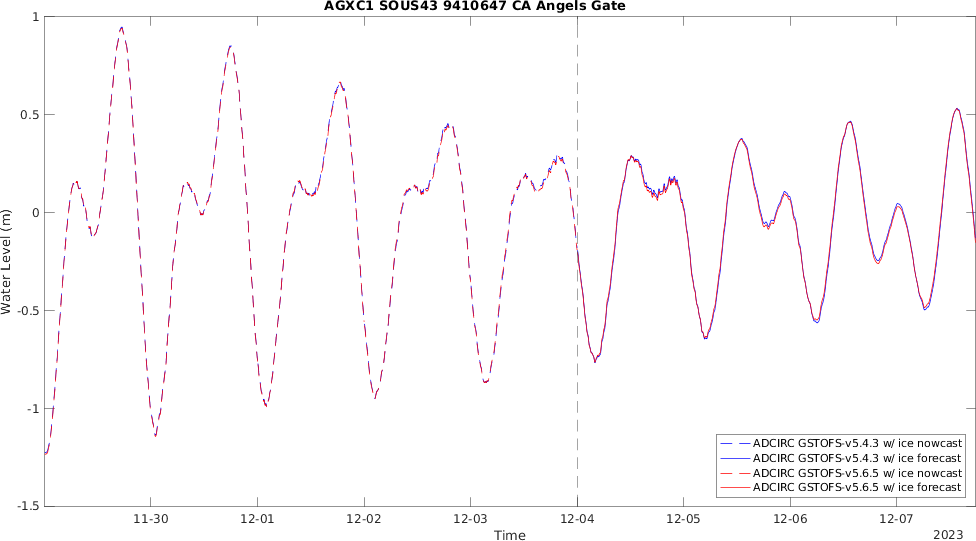 AGXC1 SOUS43 9410647 CA Angels Gate
1
0.5
0
-0.5
-1
-1.5
Water Level (m)
11-30
12-01
12-02
12-03
12-04
12-05
12-06
12-07
Time
2023
ADCIRC GSTOFS-v5.4.3 w/ ice nowcast
ADCIRC GSTOFS-v5.4.3 w/ ice forecast
ADCIRC GSTOFS-v5.6.5 w/ ice nowcast
ADCIRC GSTOFS-v5.6.5 w/ ice forecast